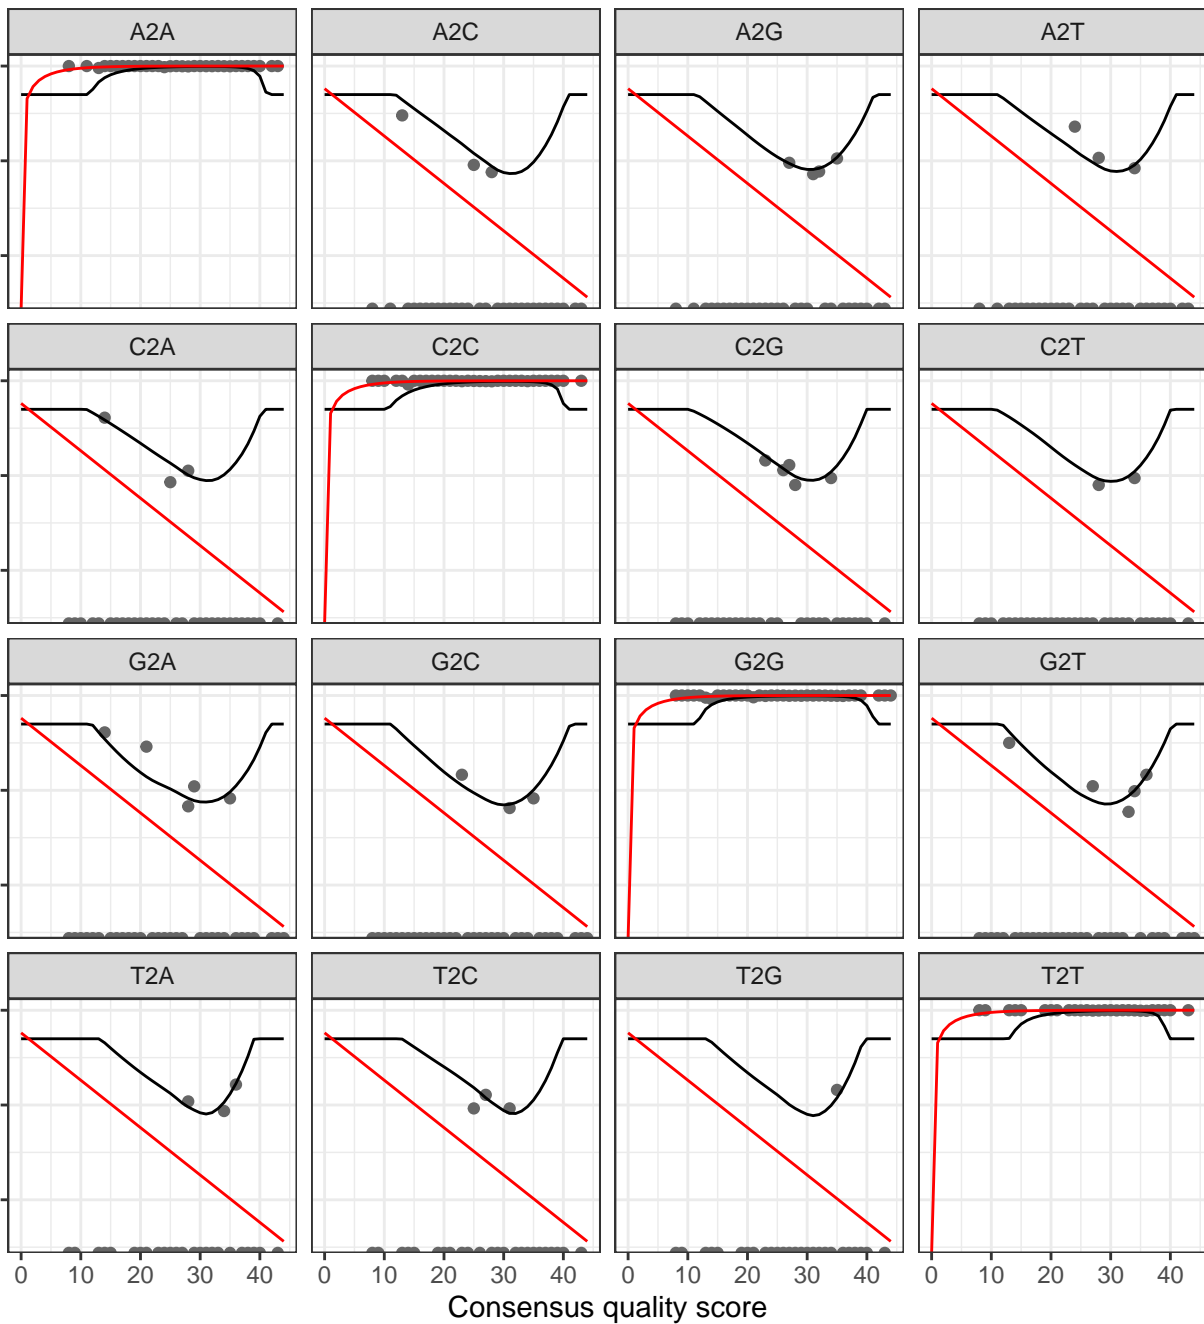 A2A A2C A2G A2T
C2A C2C C2G C2T
G2A G2C G2G G2T
T2A T2C T2G T2T
0 10 20 30 40 0 10 20 30 40 0 10 20 30 40 0 10 20 30 40
Consensus quality score